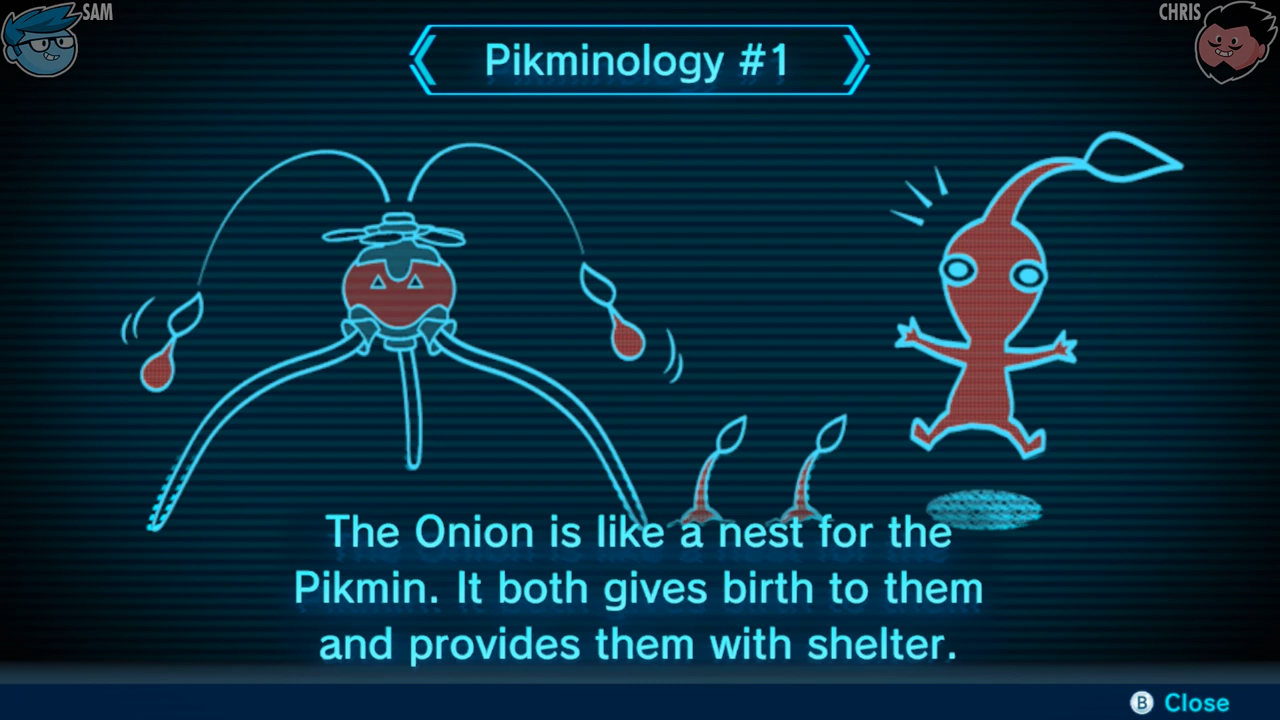 SAM
CHRIS
Pikminology #1
The Onion is like a nest for the
Pikmin. It both gives birth to them
and provides them with shelter.
B Close